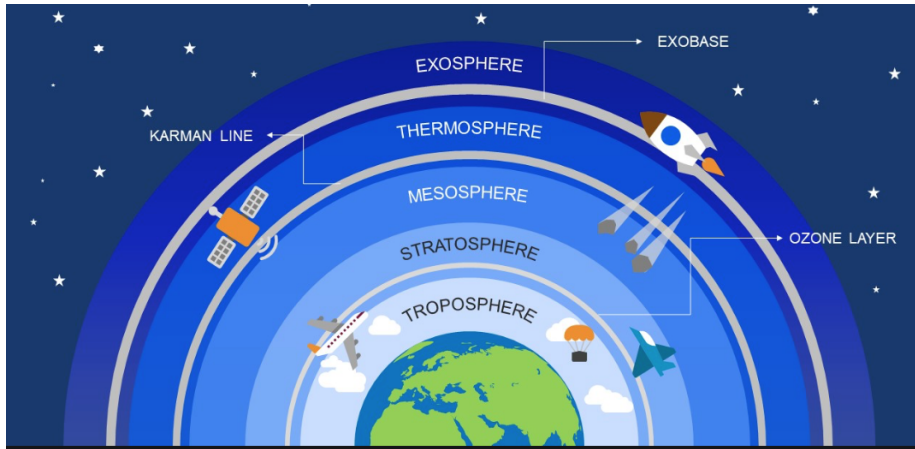 EXOBASE
EXOSPHERE
THERMOSPHERE
KARMAN LINE
MESOSPHERE
OZONE LAYER
STRATOSPHERE
TROPOSPHERE